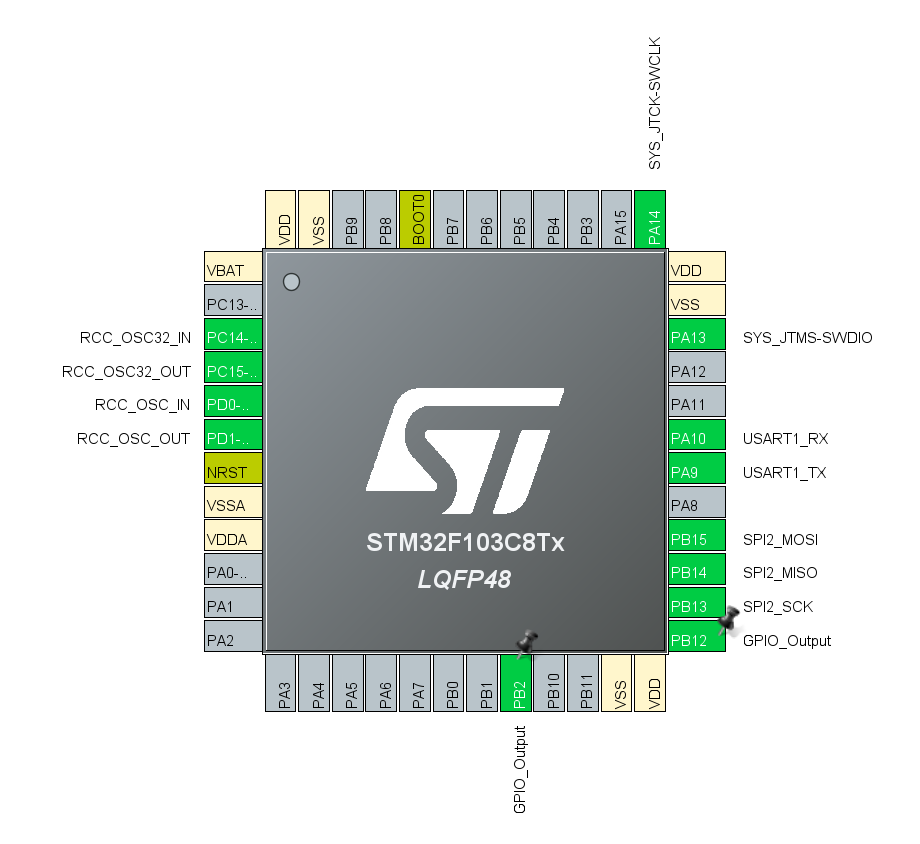 SYS_JTCK-SWCLK
VDD
VSS
PB9
PB8
BOOT0
PB7
PB6
PB5
PB4
PB3
PA15
PA14
VBAT
PC13-..
RCC_OSC32_IN PC14-..
RCC_OSC32_OUT PC15-..
RCC_OSC_IN PD0-..
RCC_OSC_OUT PD1-..
NRST
VSSA
VDDA
PA0-..
PA1
PA2
ST
STM32F103C8Tx
LQFP48
VDD
VSS
PA13 SYS_JTMS-SWDIO
PA12
PA11
PA10 USART1_RX
PA9 USART1_TX
PA8
PB15 SPI2_MOSI
PB14 SPI2_MISO
PB13 SPI2_SCK
PB12 GPIO_Output
PA3
PA4
PA5
PA6
PA7
PB0
PB1
PB2
PB10
PB11
VSS
VDD
GPIO_Output